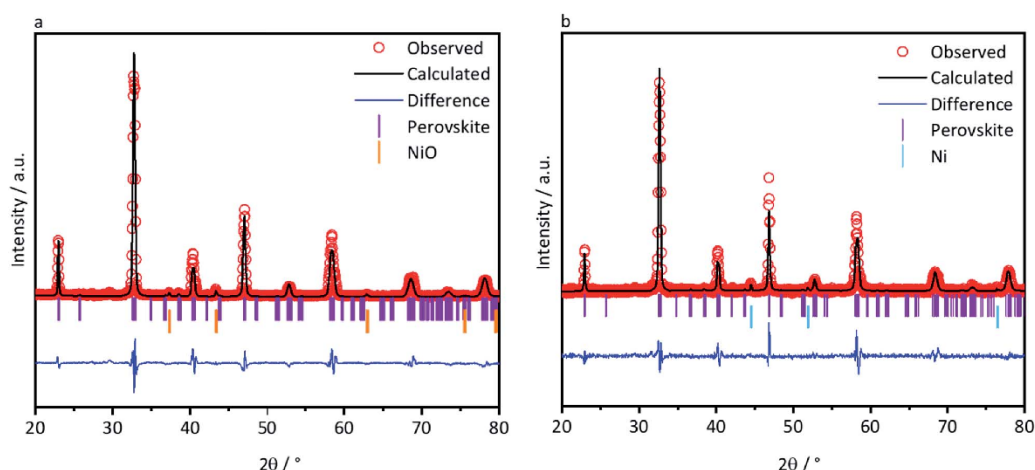 a
Observed
Calculated
Difference
Perovskite
NiO
Intensity / a.u.
20 30 40 50 60 70 80
2θ / °
b
Observed
Calculated
Difference
Perovskite
Ni
Intensity / a.u.
20 30 40 50 60 70 80
2θ / °